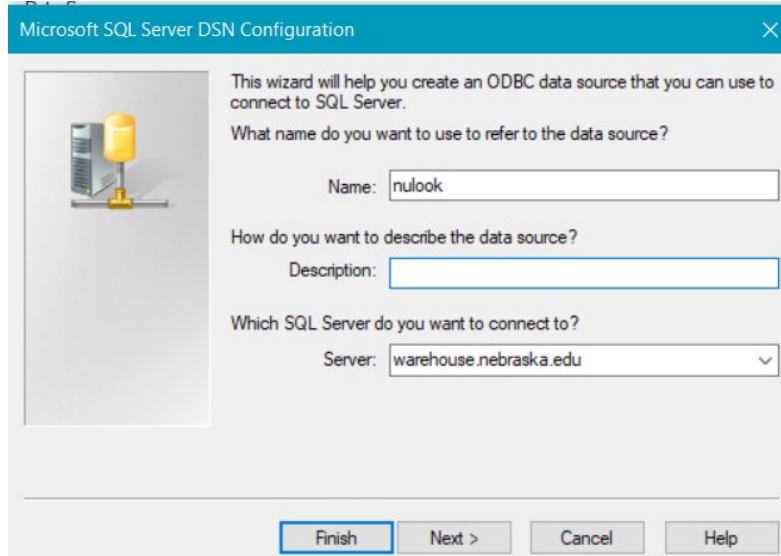 Microsoft SQL Server DSN Configuration
This wizard will help you create an ODBC data source that you can use to
connect to SQL Server.
What name do you want to use to refer to the data source?
Name: nulook
How do you want to describe the data source?
Description:
Which SQL Server do you want to connect to?
Server: warehouse.nebraska.edu
Finish Next > Cancel Help